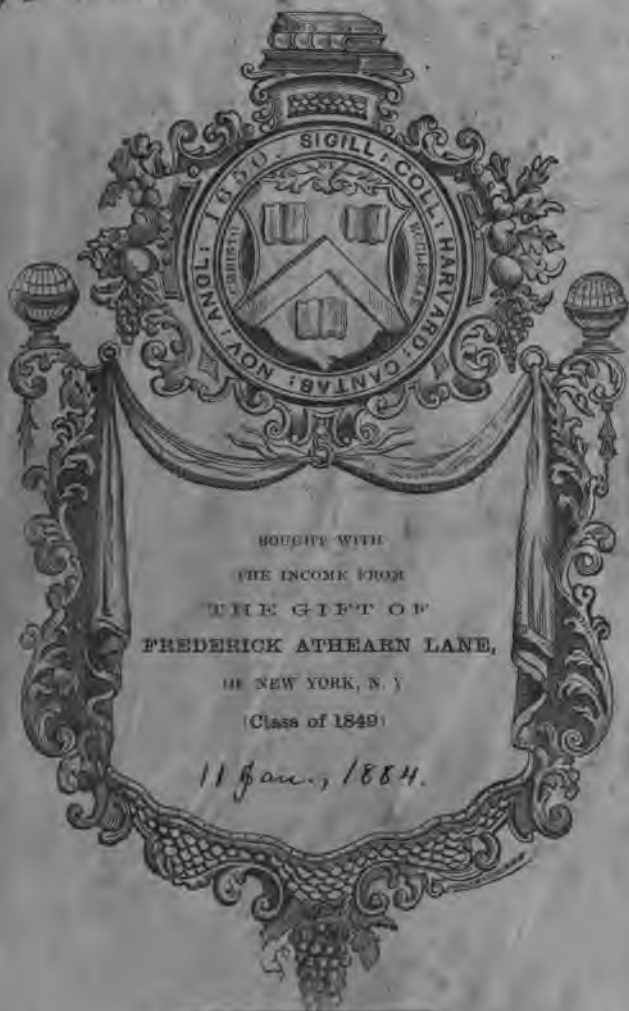 SIGILL: COLL: HARVARD: CANTAB: NOV: ANGL: 1650.
CHRISTO
ECCLESIAE
BOUGHT WITH
THE INCOME FROM
THE GIFT OF
FREDERICK ATHEARN LANE,
OF NEW YORK, N. Y
(Class of 1849)
11 Jan., 1884.